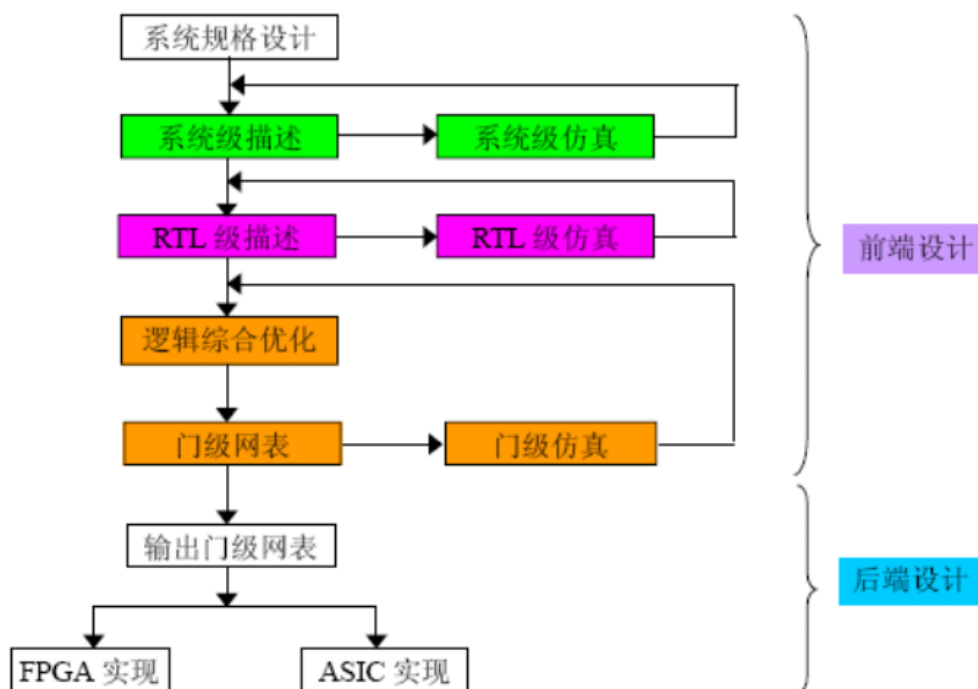 系统规格设计
系统级描述
系统级仿真
RTL 级描述
RTL 级仿真
前端设计
逻辑综合优化
门级网表
门级仿真
输出门级网表
后端设计
FPGA 实现
ASIC 实现